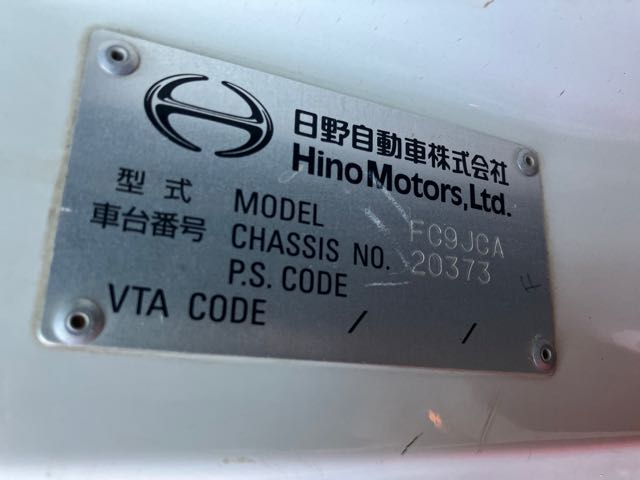 日野自動車株式会社
Hino Motors, Ltd.
型式 MODEL FC9JCA
車台番号 CHASSIS NO. 20373
P.S. CODE
VTA CODE / /